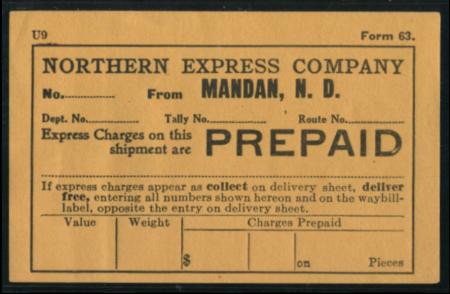 U9 Form 63.
NORTHERN EXPRESS COMPANY
No............... From MANDAN, N. D.
Dept. No............... Tally No............... Route No...............
Express Charges on this
shipment are PREPAID
If express charges appear as collect on delivery sheet, deliver
free, entering all numbers shown hereon and on the waybill-
label, opposite the entry on delivery sheet.
Value Weight Charges Prepaid
$ on Pieces